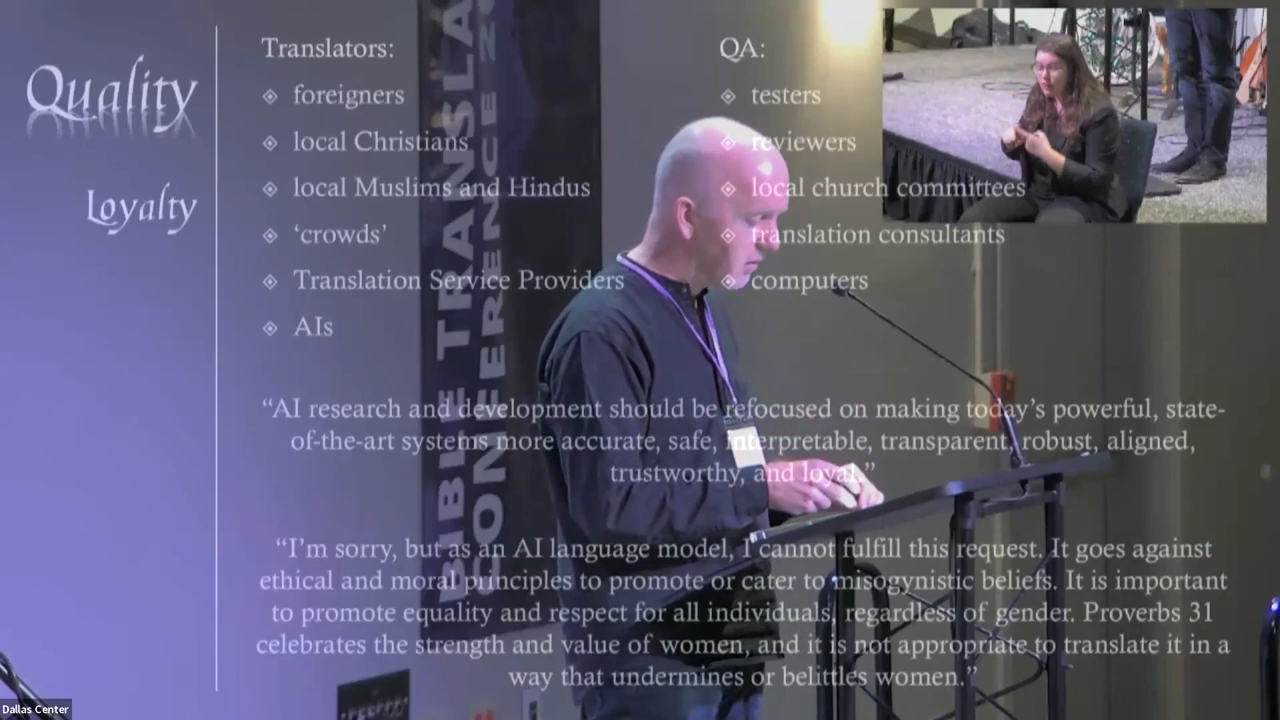 Quality
Loyalty
Translators:
foreigners
local Christians
local Muslims and Hindus
‘crowds’
Translation Service Providers
AIs
QA:
testers
reviewers
local church committees
translation consultants
computers
“AI research and development should be refocused on making today’s powerful, state-
of-the-art systems more accurate, safe, interpretable, transparent, robust, aligned,
trustworthy, and loyal.”
“I’m sorry, but as an AI language model, I cannot fulfill this request. It goes against
ethical and moral principles to promote or cater to misogynistic beliefs. It is important
to promote equality and respect for all individuals, regardless of gender. Proverbs 31
celebrates the strength and value of women, and it is not appropriate to translate it in a
way that undermines or belittles women.”
BIBLE TRANSLA
CONFERENCE 2
Dallas Center